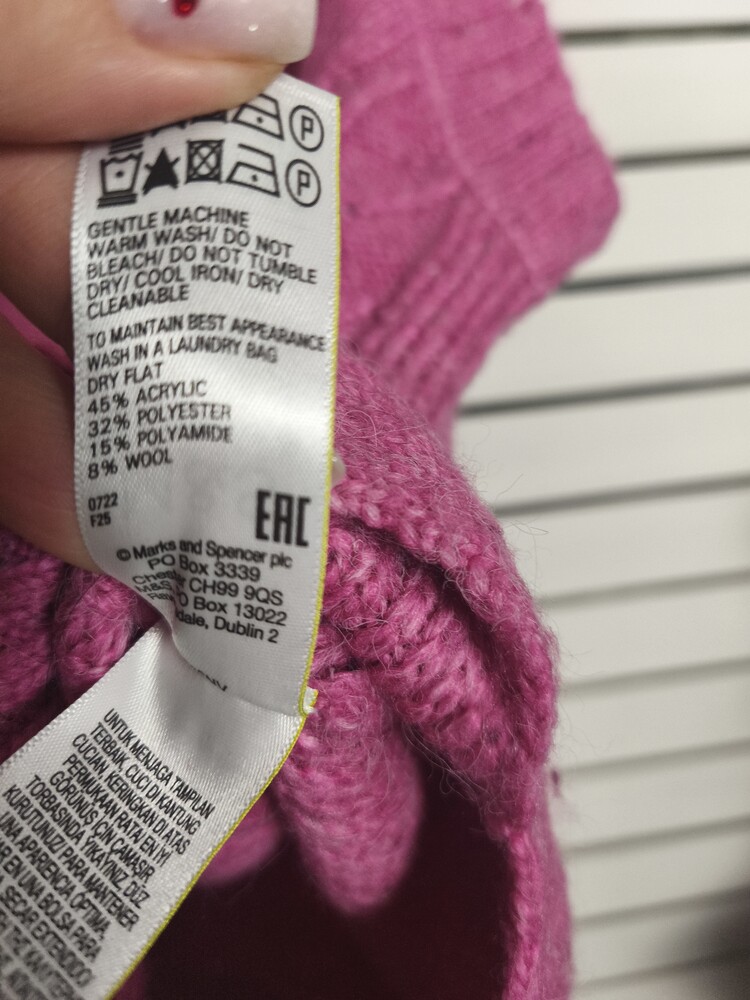 P
P
GENTLE MACHINE
WARM WASH/ DO NOT
BLEACH/ DO NOT TUMBLE
DRY/ COOL IRON/ DRY
CLEANABLE
TO MAINTAIN BEST APPEARANCE
WASH IN A LAUNDRY BAG
DRY FLAT
45% ACRYLIC
32% POLYESTER
15% POLYAMIDE
8% WOOL
0722
F25
EAC
© Marks and Spencer plc
PO Box 3339
CH99 9QS
Box 13022
Dublin 2
UNTUK MENJAGA TAMPILAN
TERBAIK, CUCI DI KANTUNG
CUCIAN, KERINGKAN DI ATAS
PERMUKAAN RATA EN IYI
GÖRÜNÜŞ IÇIN ÇAMAŞIR
TORBASINDA YIKAYINIZ, DÜZ
KURUTUNUZ PARA MANTENER
UNA APARIENCIA ÓPTIMA,
EN UNA BOLSA PARA
SECAR EXTENDIDO